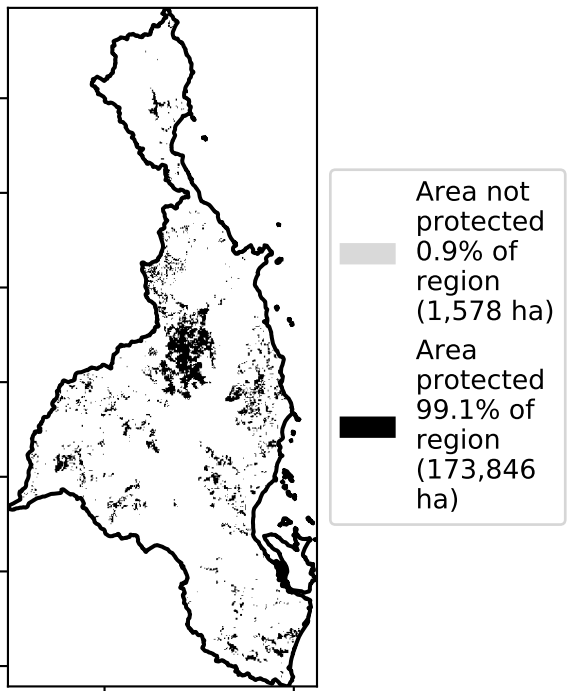 Area not
protected
0.9% of
region
(1,578 ha)
Area
protected
99.1% of
region
(173,846
ha)